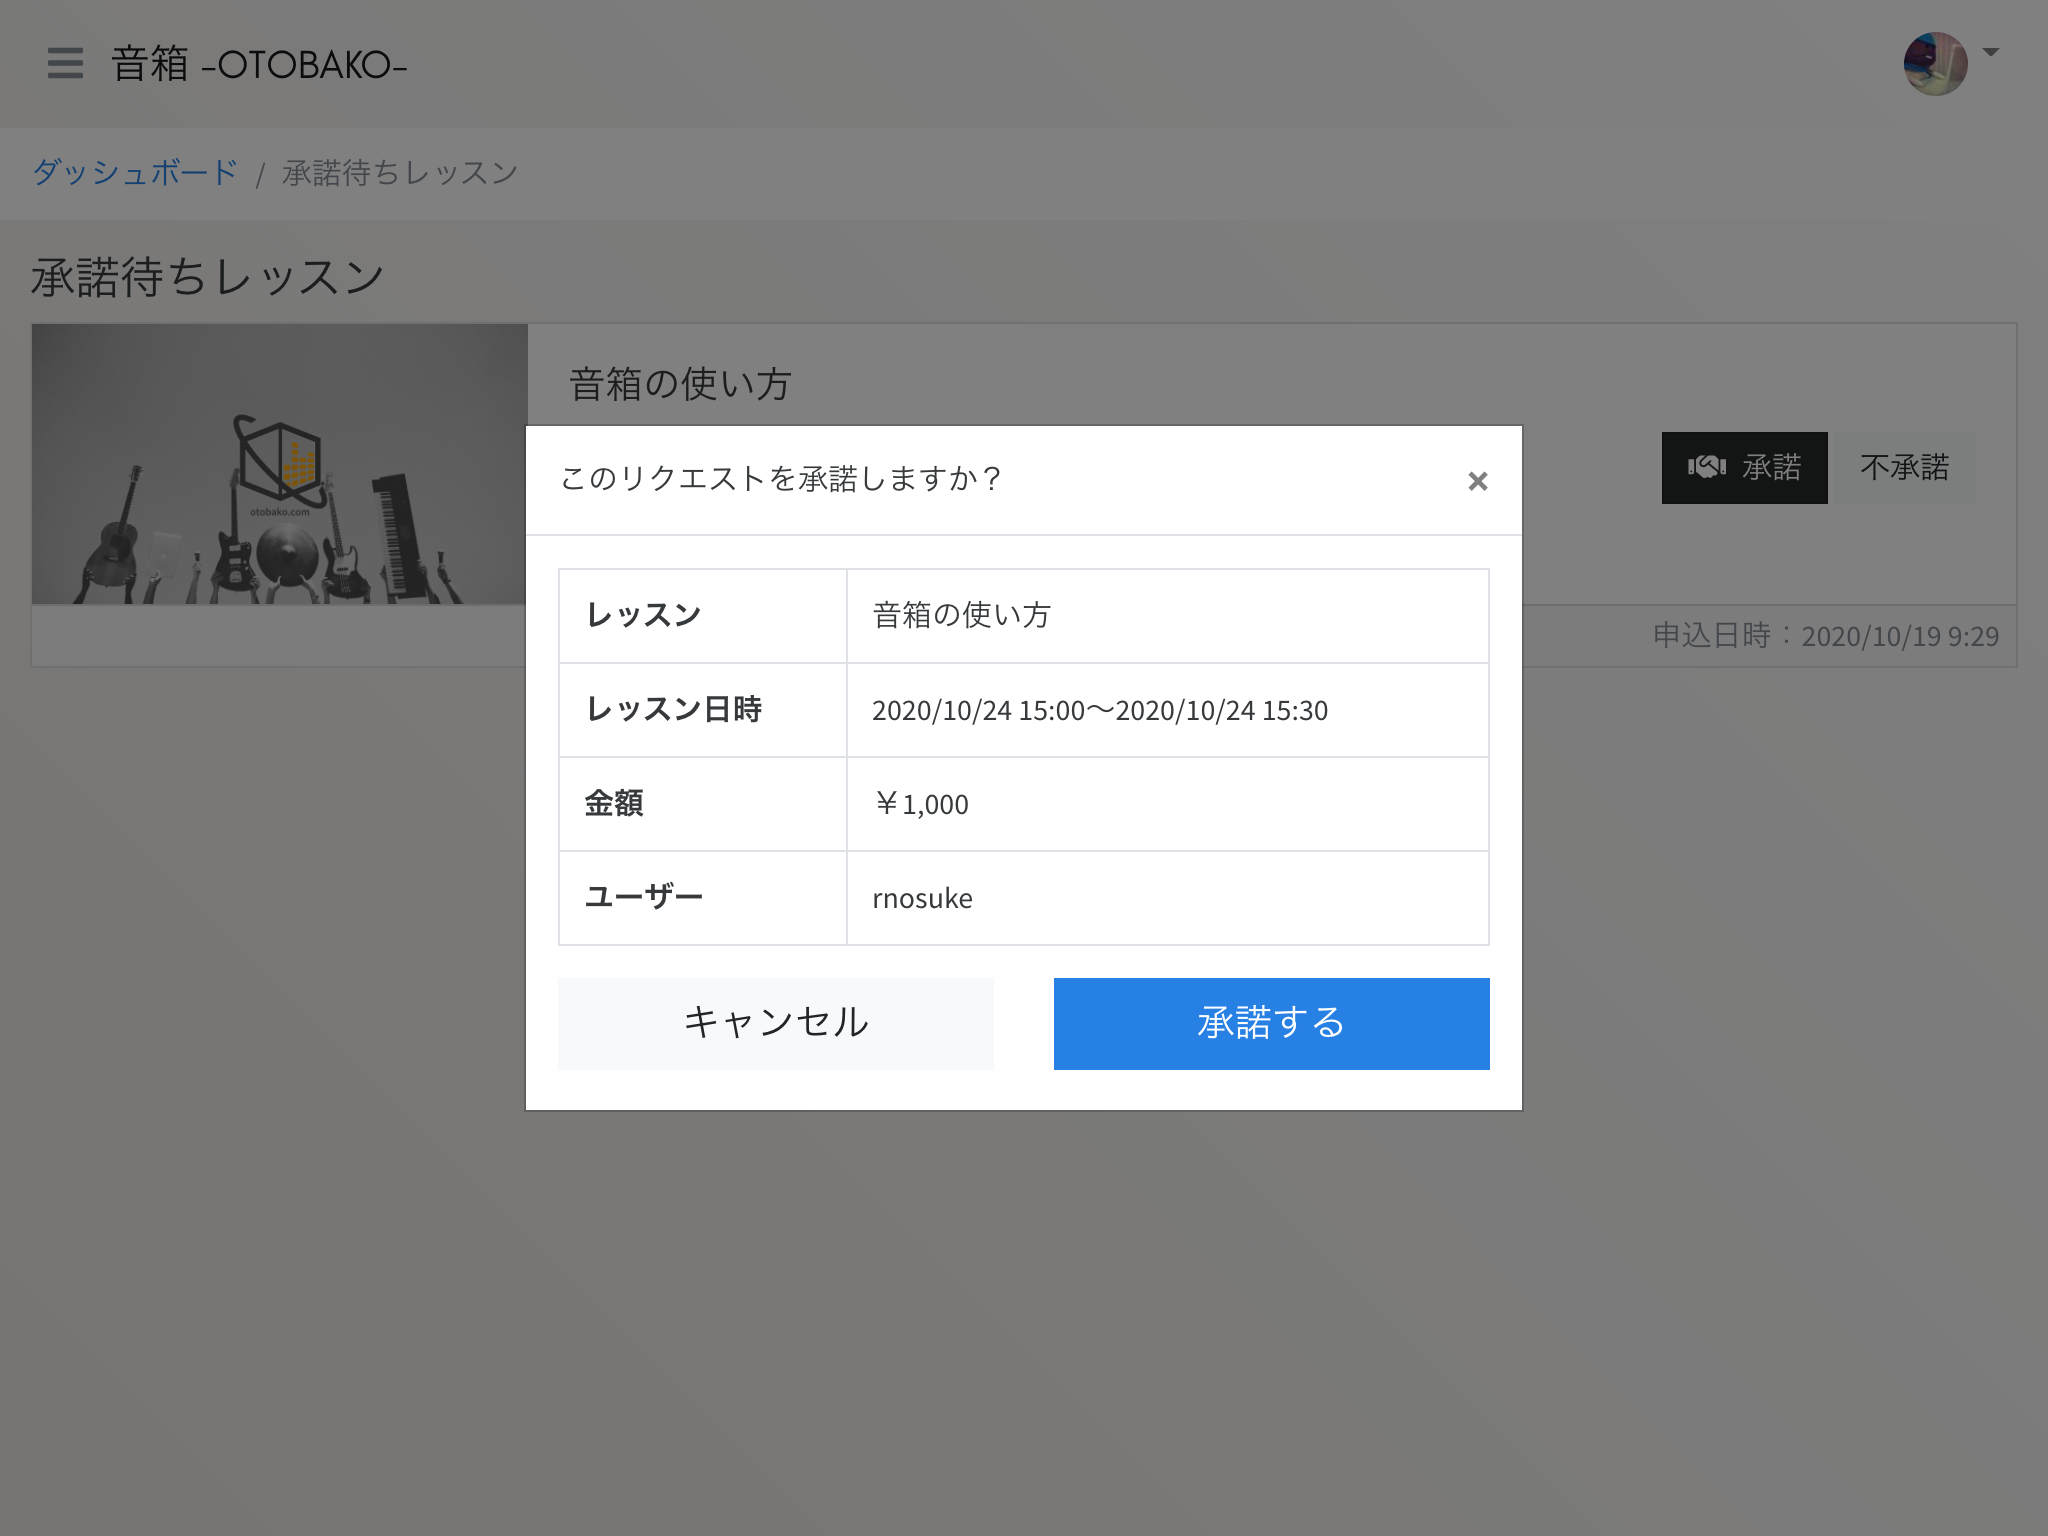 音箱 -OTOBAKO-
ダッシュボード / 承諾待ちレッスン
承諾待ちレッスン
otobako.com
音箱の使い方
承諾
不承諾
申込日時：2020/10/19 9:29
このリクエストを承諾しますか？
×
レッスン 音箱の使い方
レッスン日時 2020/10/24 15:00〜2020/10/24 15:30
金額 ￥1,000
ユーザー rnosuke
キャンセル
承諾する